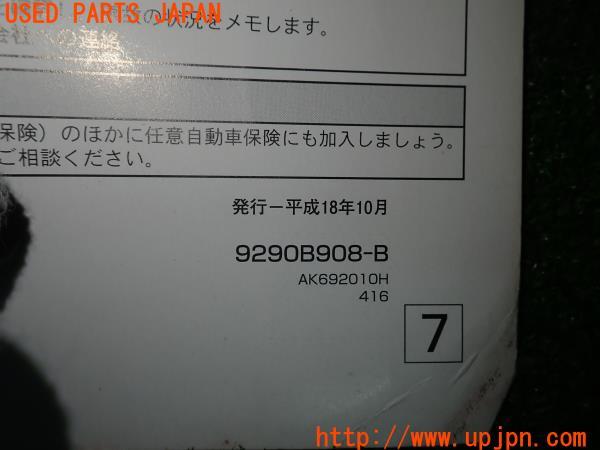 USED PARTS JAPAN
の状況をメモします。
の連絡
保険）のほかに任意自動車保険にも加入しましょう。
ご相談ください。
発行－平成18年10月
9290B908-B
AK692010H
416
7
http://www.upjpn.com